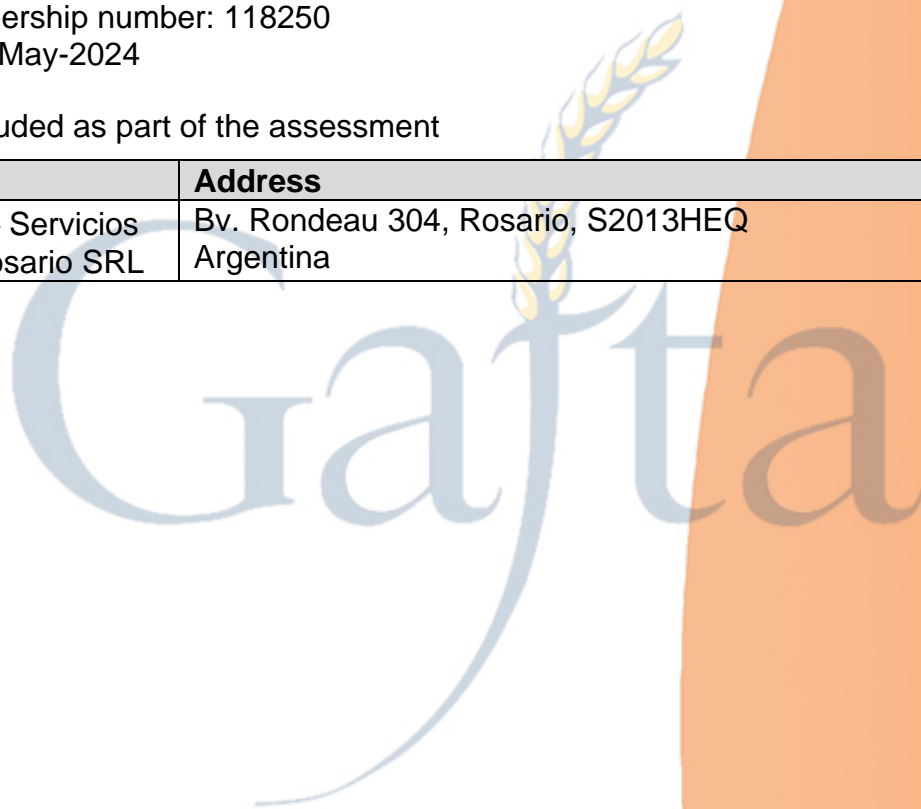 ership number: 118250
May-2024
uded as part of the assessment
Address
Servicios
Bv. Rondeau 304, Rosario, S2013HEQ
osario SRL
Argentina
Gafta